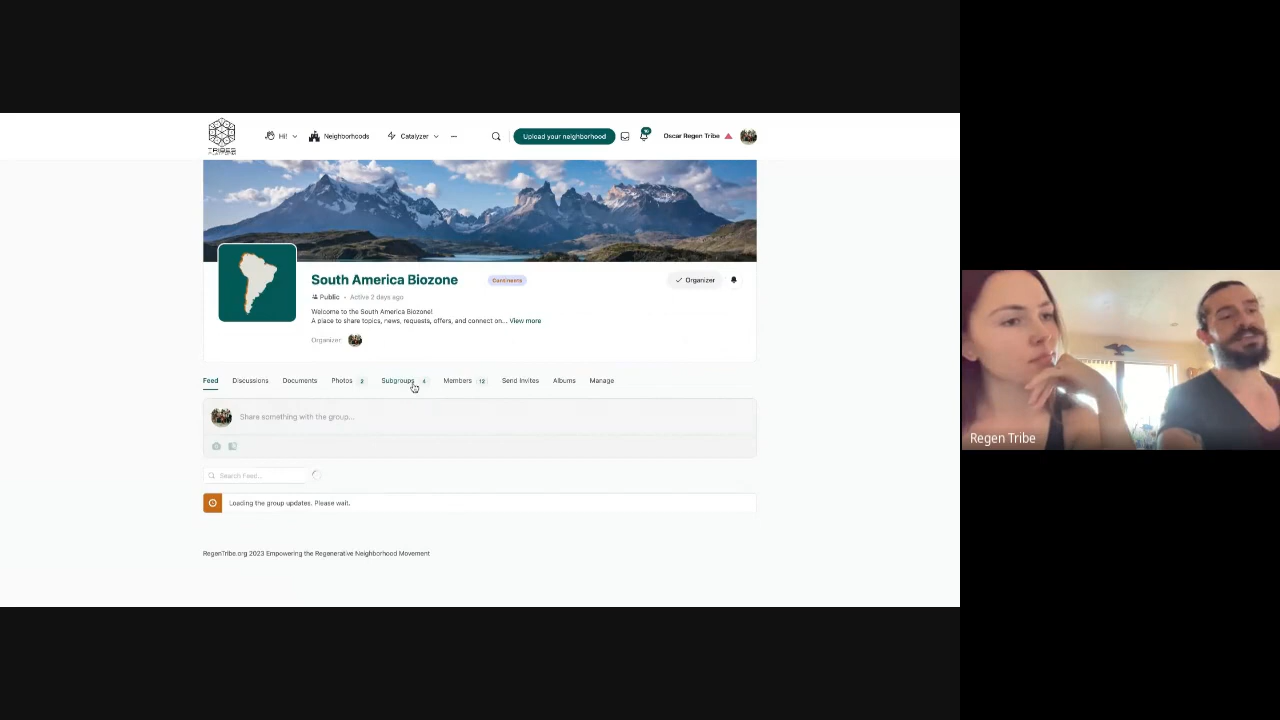 Hi!
Neighborhoods
Catalyzer
Upload your neighborhood
Oscar Regen Tribe
TRIBES
PLATFORM
South America Biozone
Continents
Organizer
Public • Active 2 days ago
Welcome to the South America Biozone!
A place to share topics, news, requests, offers, and connect on... View more
Organizer
Feed
Discussions
Documents
Photos 2
Subgroups 4
Members 12
Send Invites
Albums
Manage
Share something with the group...
Search Feed...
Loading the group updates. Please wait.
RegenTribe.org 2023 Empowering the Regenerative Neighborhood Movement
Regen Tribe